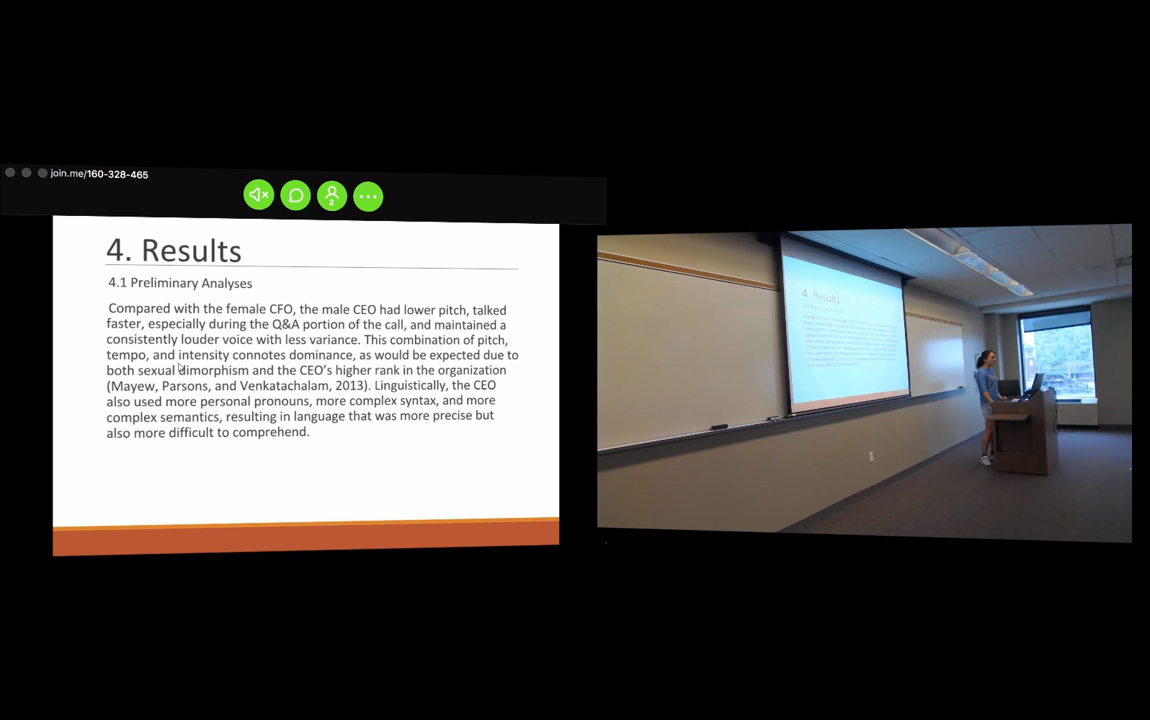 join.me/160-328-465
2
4. Results
4.1 Preliminary Analyses
Compared with the female CFO, the male CEO had lower pitch, talked
faster, especially during the Q&A portion of the call, and maintained a
consistently louder voice with less variance. This combination of pitch,
tempo, and intensity connotes dominance, as would be expected due to
both sexual dimorphism and the CEO's higher rank in the organization
(Mayew, Parsons, and Venkatachalam, 2013). Linguistically, the CEO
also used more personal pronouns, more complex syntax, and more
complex semantics, resulting in language that was more precise but
also more difficult to comprehend.
4. Results